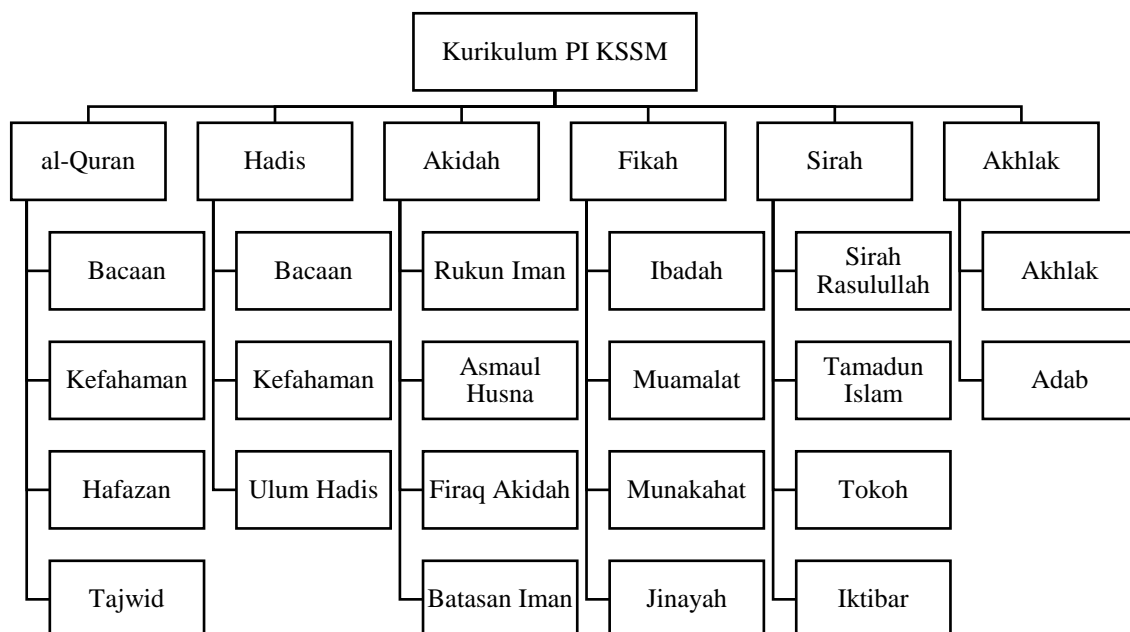 Kurikulum PI KSSM
al-Quran
Hadis
Akidah
Fikah
Sirah
Akhlak
Bacaan
Bacaan
Rukun Iman
Ibadah
Sirah
Rasulullah
Akhlak
Kefahaman
Kefahaman
Asmaul
Husna
Muamalat
Tamadun
Islam
Adab
Hafazan
Ulum Hadis
Firaq Akidah
Munakahat
Tokoh
Tajwid
Batasan Iman
Jinayah
Iktibar